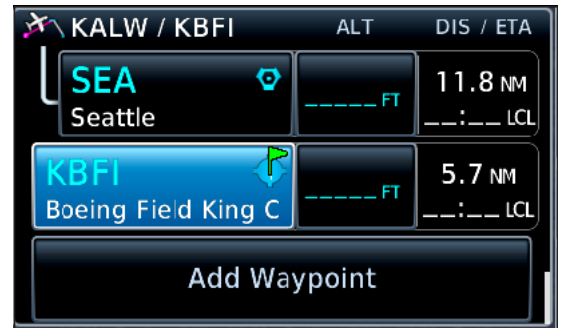 KALW / KBFI ALT DIS / ETA
SEA
Seattle
_____ FT
11.8 NM
__:__ LCL
KBFI
Boeing Field King C
_____ FT
5.7 NM
__:__ LCL
Add Waypoint